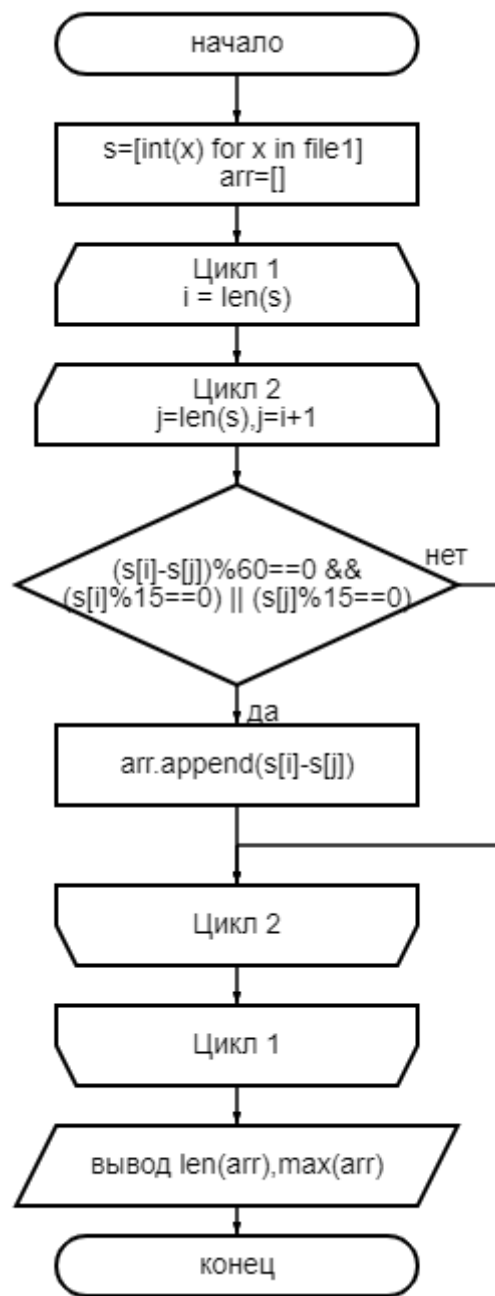 начало
s=[int(x) for x in file1]
arr=[]
Цикл 1
i = len(s)
Цикл 2
j=len(s),j=i+1
(s[i]-s[j])%60==0 &&
(s[i]%15==0) || (s[j]%15==0)
нет
да
arr.append(s[i]-s[j])
Цикл 2
Цикл 1
вывод len(arr),max(arr)
конец